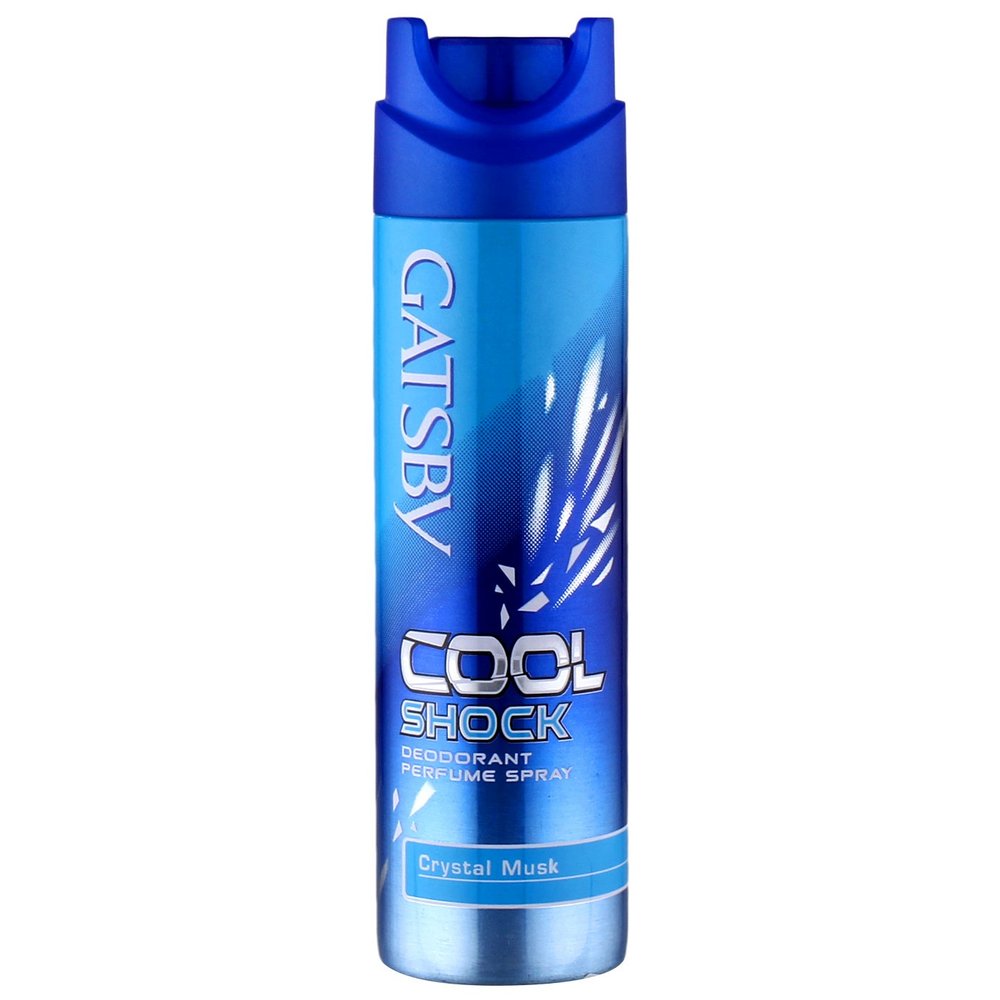 GATSBY
COOL
SHOCK
DEODORANT
PERFUME SPRAY
Crystal Musk